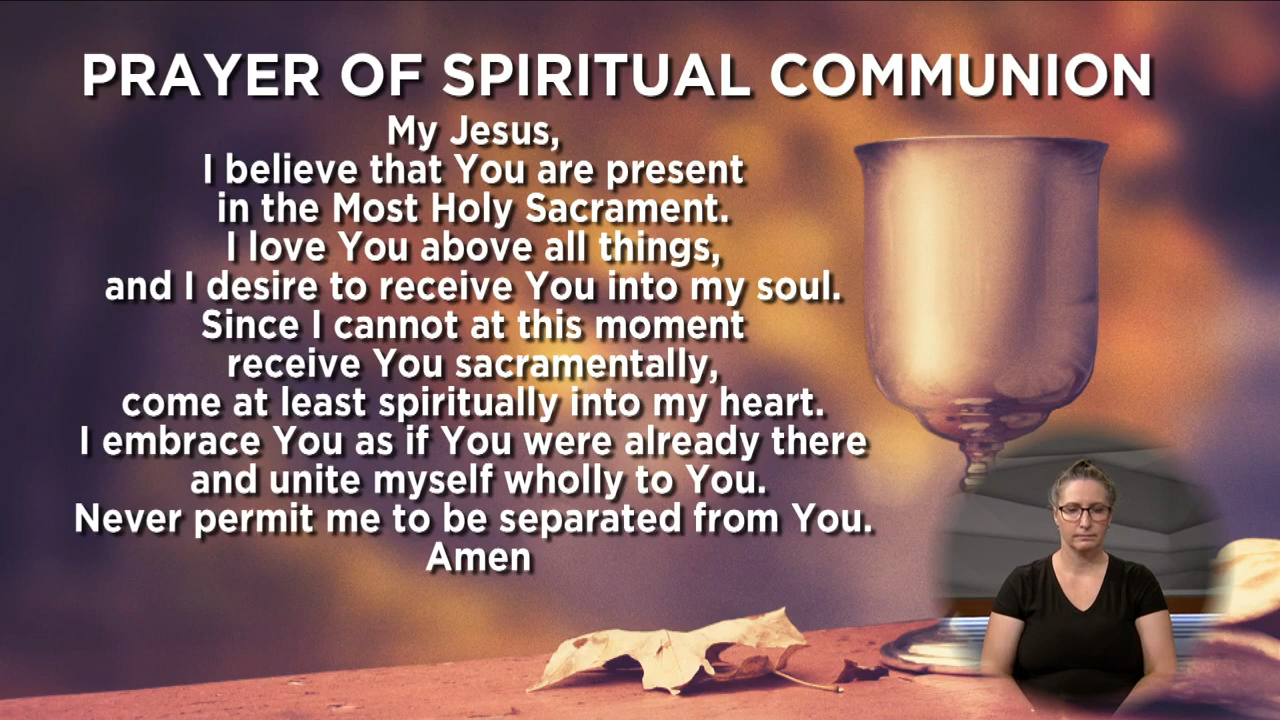 PRAYER OF SPIRITUAL COMMUNION
My Jesus,
I believe that You are present
in the Most Holy Sacrament.
I love You above all things,
and I desire to receive You into my soul.
Since I cannot at this moment
receive You sacramentally,
come at least spiritually into my heart.
I embrace You as if You were already there
and unite myself wholly to You.
Never permit me to be separated from You.
Amen